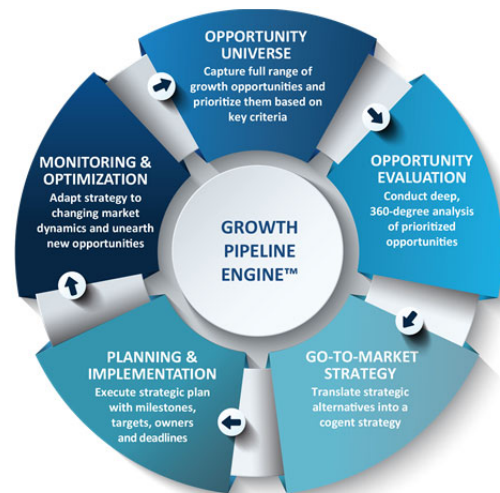 OPPORTUNITY
UNIVERSE
Capture full range of
growth opportunities and
prioritize them based on
key criteria
OPPORTUNITY
EVALUATION
Conduct deep,
360-degree analysis
of prioritized
opportunities
GO-TO-MARKET
STRATEGY
Translate strategic
alternatives into a
cogent strategy
PLANNING &
IMPLEMENTATION
Execute strategic plan
with milestones,
targets, owners
and deadlines
MONITORING &
OPTIMIZATION
Adapt strategy to
changing market
dynamics and unearth
new opportunities
GROWTH
PIPELINE
ENGINE™